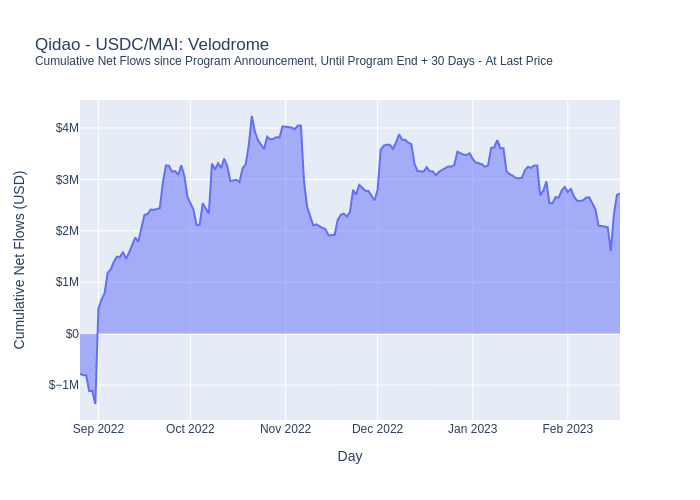 Qidao - USDC/MAI: Velodrome
Cumulative Net Flows since Program Announcement, Until Program End + 30 Days - At Last Price
Cumulative Net Flows (USD)
$4M
$3M
$2M
$1M
$0
$−1M
Sep 2022 Oct 2022 Nov 2022 Dec 2022 Jan 2023 Feb 2023
Day